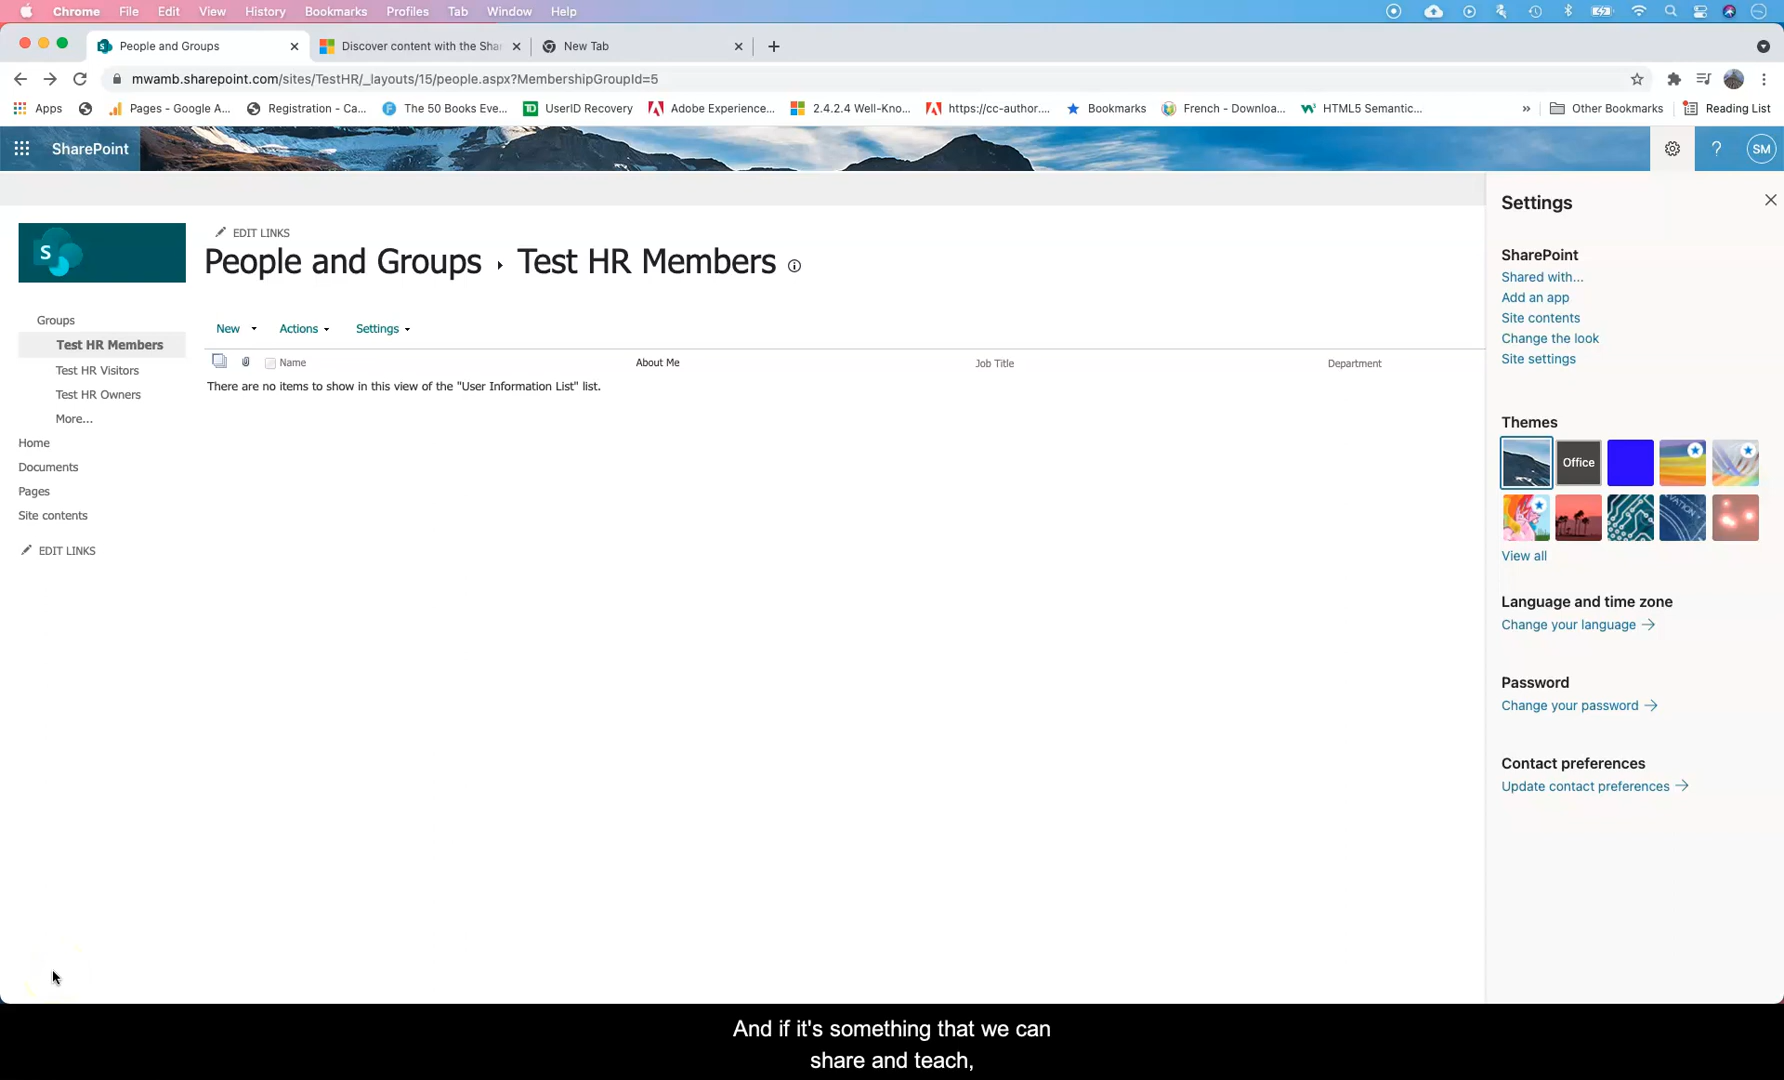 Chrome File Edit View History Bookmarks Profiles Tab Window Help
People and Groups
Discover content with the Shar
New Tab
mwamb.sharepoint.com/sites/TestHR/_layouts/15/people.aspx?MembershipGroupId=5
Apps
Pages - Google A...
Registration - Ca...
The 50 Books Eve...
TD UserID Recovery
Adobe Experience...
2.4.2.4 Well-Kno...
https://cc-author....
Bookmarks
French - Downloa...
HTML5 Semantic...
» Other Bookmarks
Reading List
SharePoint
? SM
Settings
EDIT LINKS
S
People and Groups ▸ Test HR Members
SharePoint
Shared with...
Add an app
Site contents
Change the look
Site settings
Groups
Test HR Members
Test HR Visitors
Test HR Owners
More...
Home
Documents
Pages
Site contents
EDIT LINKS
New Actions Settings
Name About Me Job Title Department
There are no items to show in this view of the "User Information List" list.
Themes
Office
View all
Language and time zone
Change your language →
Password
Change your password →
Contact preferences
Update contact preferences →
And if it's something that we can
share and teach,